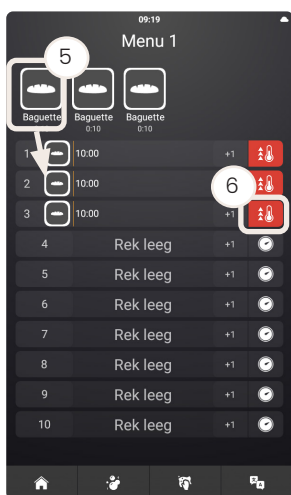 09:19
Menu 1
5
Baguette Baguette Baguette
0:10 0:10
1 10:00 +1
2 10:00 6
3 10:00 +1
4 Rek leeg +1
5 Rek leeg +1
6 Rek leeg +1
7 Rek leeg +1
8 Rek leeg +1
9 Rek leeg +1
10 Rek leeg +1